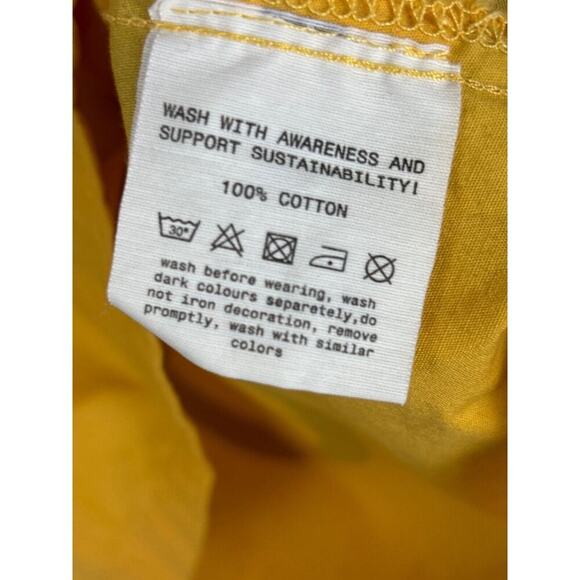 WASH WITH AWARENESS AND
SUPPORT SUSTAINABILITY!
100% COTTON
30°
wash before wearing, wash
dark colours separetely,do
not iron decoration, remove
promptly, wash with similar
colors